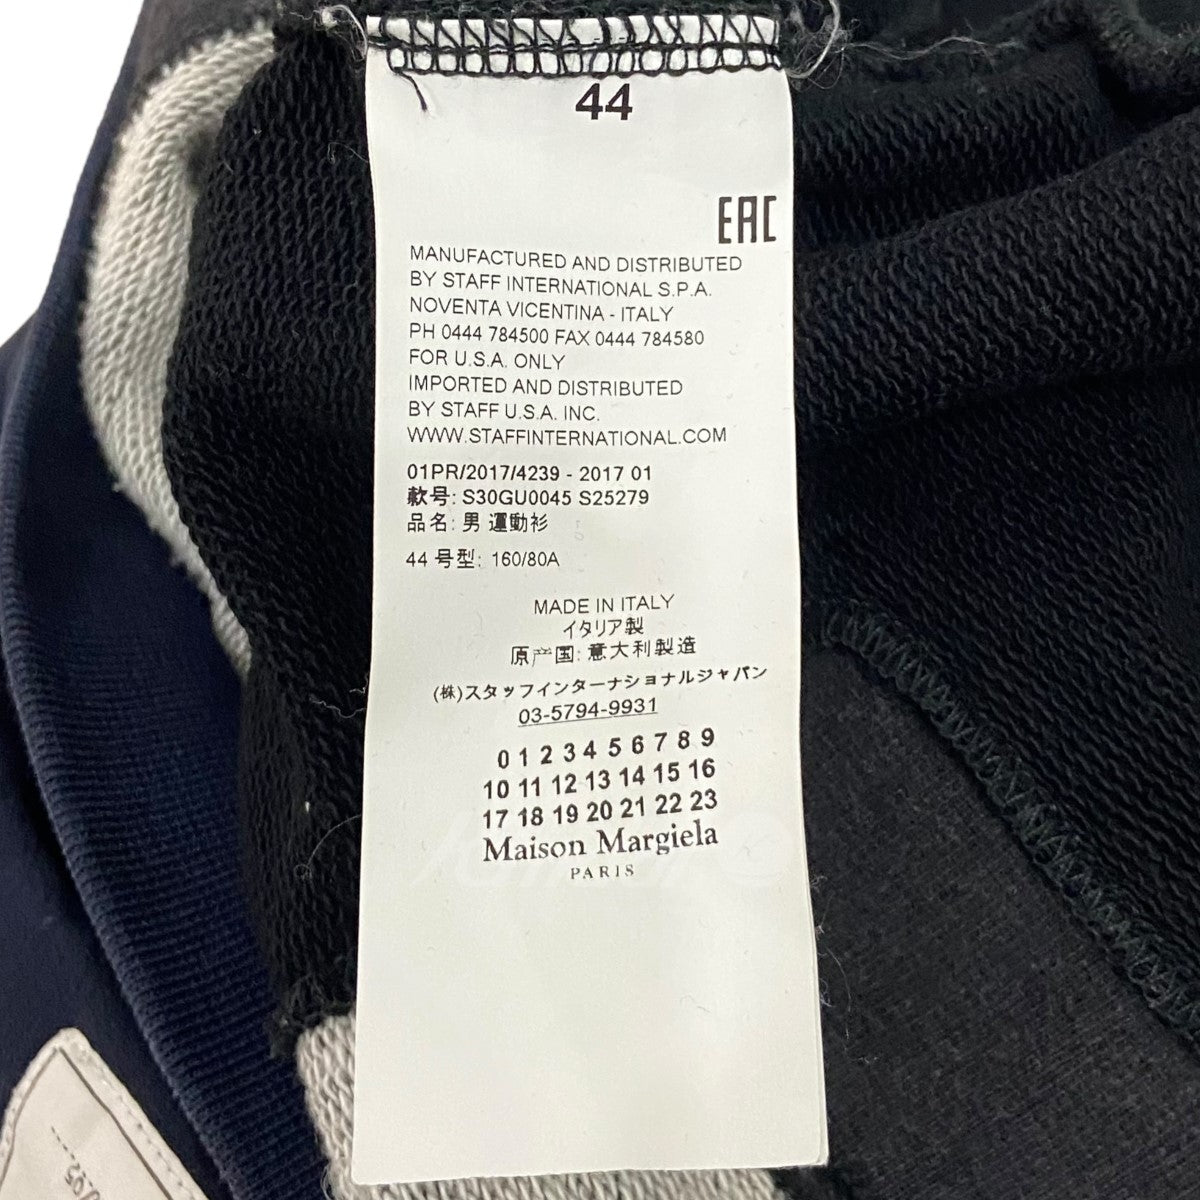 44
EAC
MANUFACTURED AND DISTRIBUTED
BY STAFF INTERNATIONAL S.P.A.
NOVENTA VICENTINA - ITALY
PH 0444 784500 FAX 0444 784580
FOR U.S.A. ONLY
IMPORTED AND DISTRIBUTED
BY STAFF U.S.A. INC.
WWW.STAFFINTERNATIONAL.COM
01PR/2017/4239 - 2017 01
款号: S30GU0045 S25279
品名: 男 運動衫
44 号型: 160/80A
MADE IN ITALY
イタリア製
原产国: 意大利製造
(株)スタッフインターナショナルジャパン
03-5794-9931
0 1 2 3 4 5 6 7 8 9
10 11 12 13 14 15 16
17 18 19 20 21 22 23
Maison Margiela
PARIS